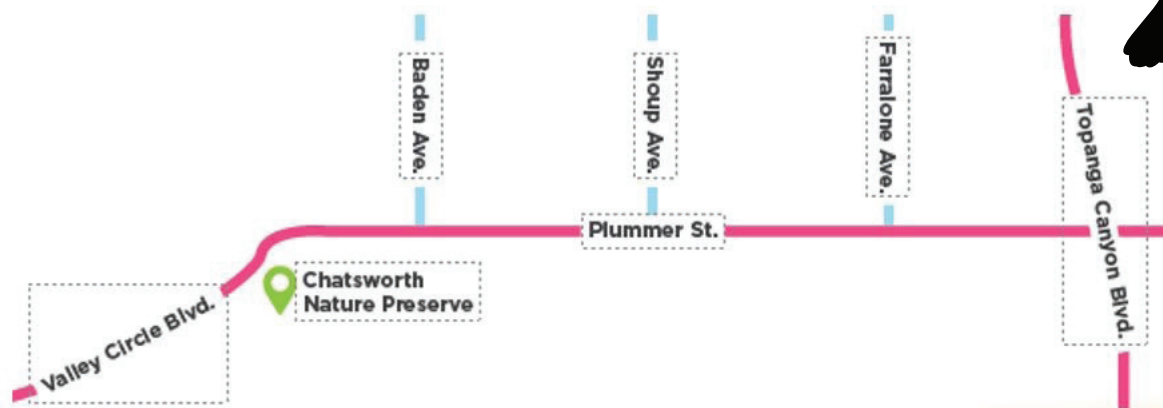 Baden Ave.
Shoup Ave.
Farralone Ave.
Topanga Canyon Blvd.
Plummer St.
Chatsworth
Nature Preserve
Valley Circle Blvd.